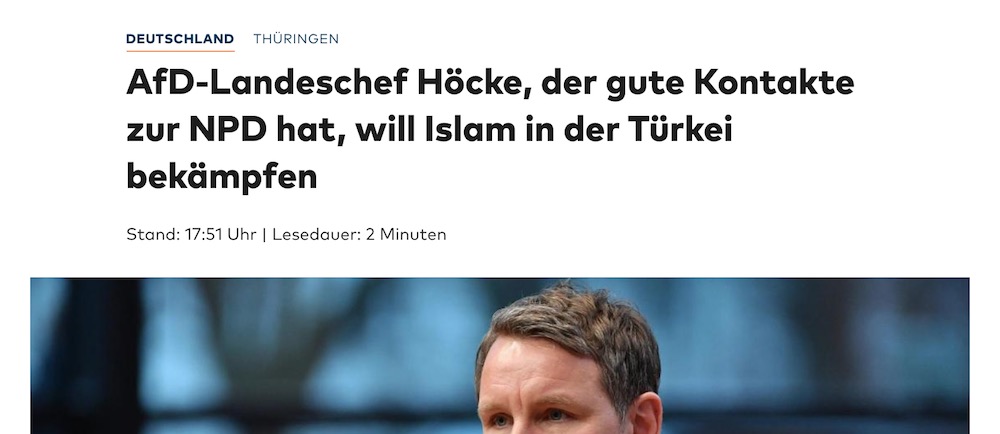 DEUTSCHLAND THÜRINGEN
AfD-Landeschef Höcke, der gute Kontakte
zur NPD hat, will Islam in der Türkei
bekämpfen
Stand: 17:51 Uhr | Lesedauer: 2 Minuten